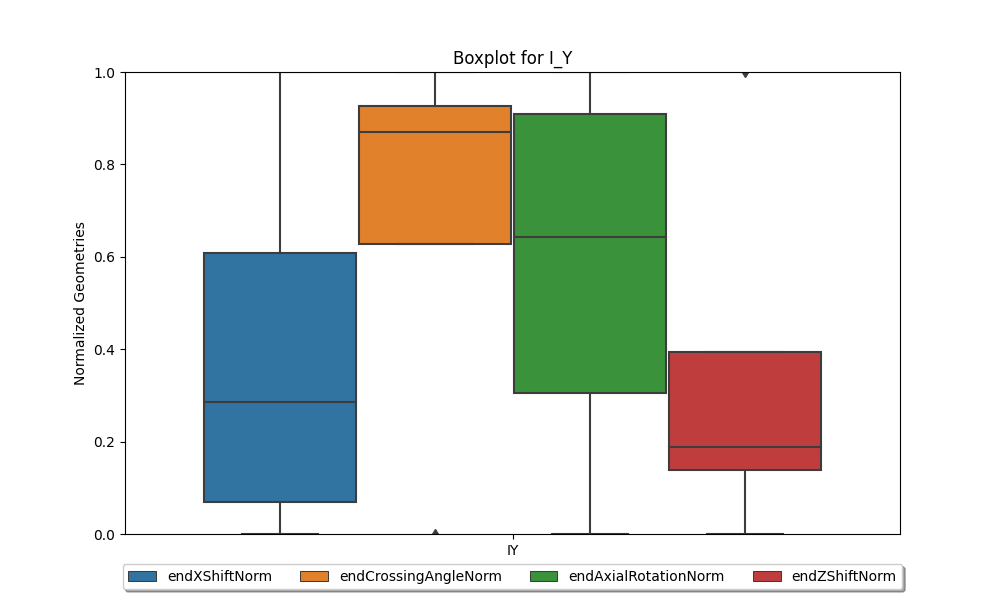 Boxplot for I_Y
1.0
0.8
0.6
0.4
0.2
0.0
Normalized Geometries
IY
endXShiftNorm endCrossingAngleNorm endAxialRotationNorm endZShiftNorm